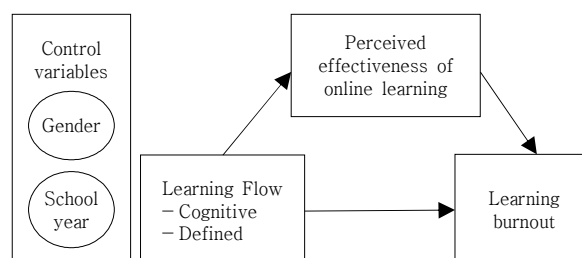 Control
variables
Gender
School
year
Perceived
effectiveness of
online learning
Learning Flow
− Cognitive
− Defined
Learning
burnout